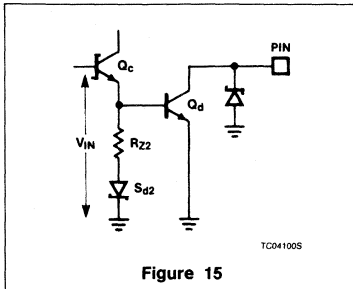 PIN
Qc
Qd
VIN
RZ2
Sd2
TC04100S
Figure 15